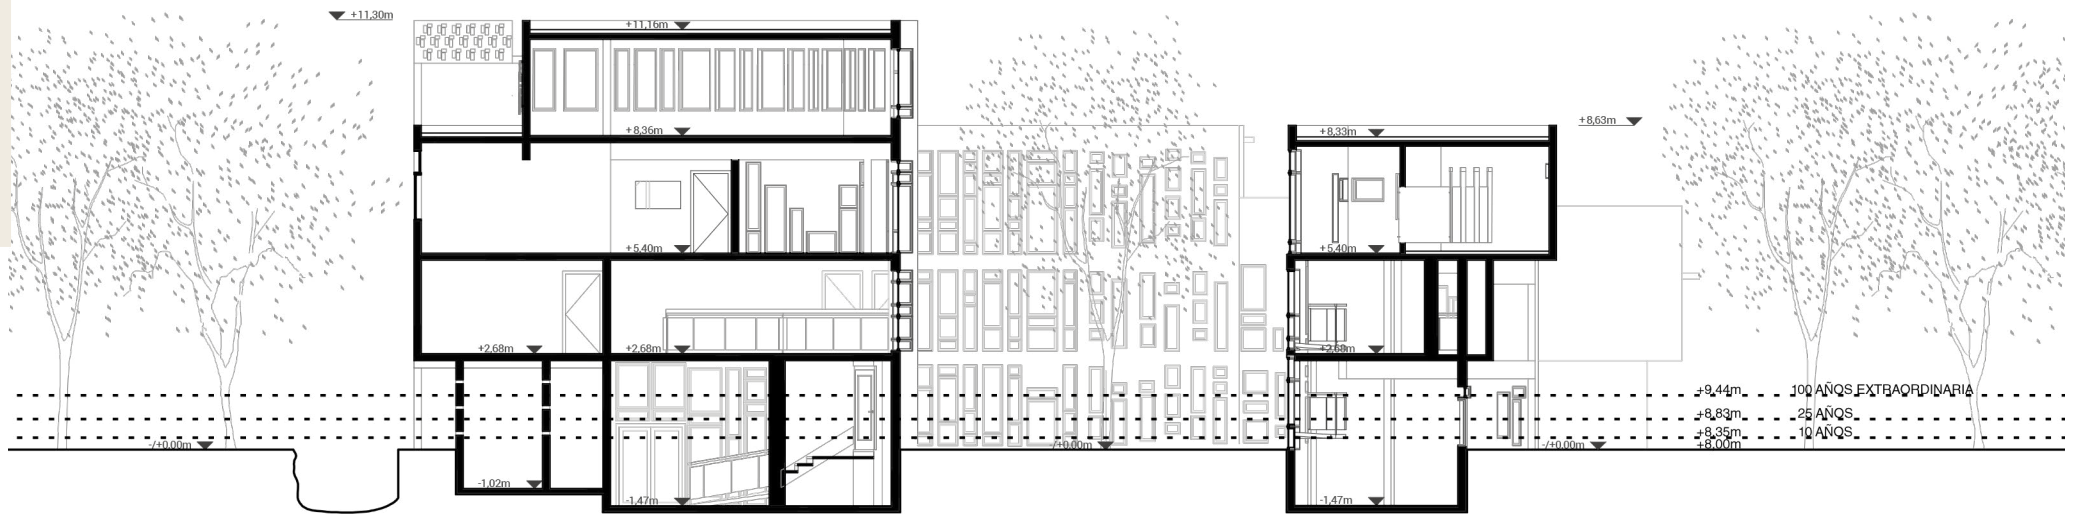 +11,30m
+11,16m
+8,36m
+8,33m
+8,63m
+5,40m
+5,40m
+2,68m
+2,68m
+2,68m
+9,44m 100 AÑOS EXTRAORDINARIA
+8,83m 25 AÑOS
+8,35m 10 AÑOS
+8,00m
-/+0.00m
-/+0.00m
-/+0.00m
-1,02m
-1,47m
-1,47m